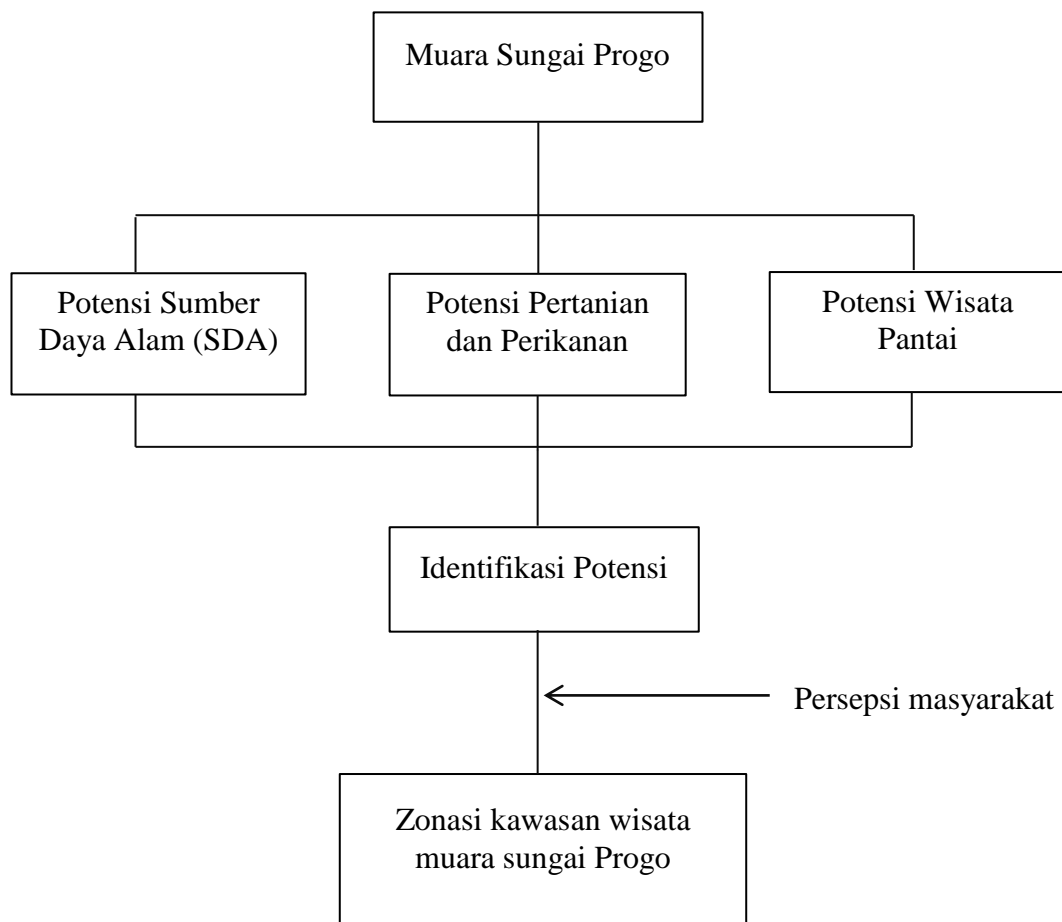 Muara Sungai Progo
Potensi Sumber
Daya Alam (SDA)
Potensi Pertanian
dan Perikanan
Potensi Wisata
Pantai
Identifikasi Potensi
Persepsi masyarakat
Zonasi kawasan wisata
muara sungai Progo